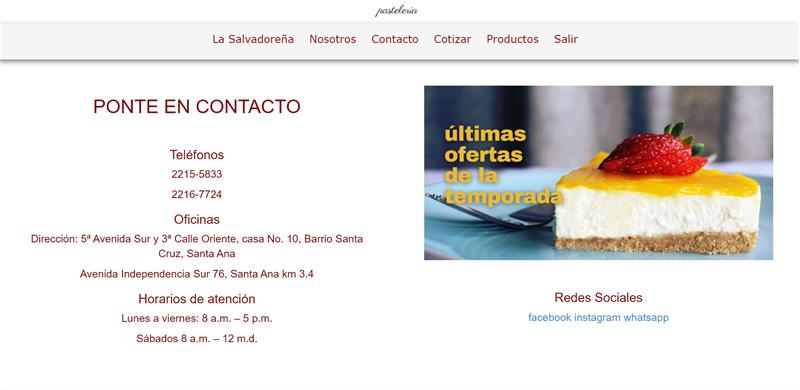 pastelería
La Salvadoreña Nosotros Contacto Cotizar Productos Salir
PONTE EN CONTACTO
Teléfonos
2215-5833
2216-7724
Oficinas
Dirección: 5ª Avenida Sur y 3ª Calle Oriente, casa No. 10, Barrio Santa
Cruz, Santa Ana
Avenida Independencia Sur 76, Santa Ana km 3.4
Horarios de atención
Lunes a viernes: 8 a.m. – 5 p.m.
Sábados 8 a.m. – 12 m.d.
últimas
ofertas
de la
temporada
Redes Sociales
facebook instagram whatsapp